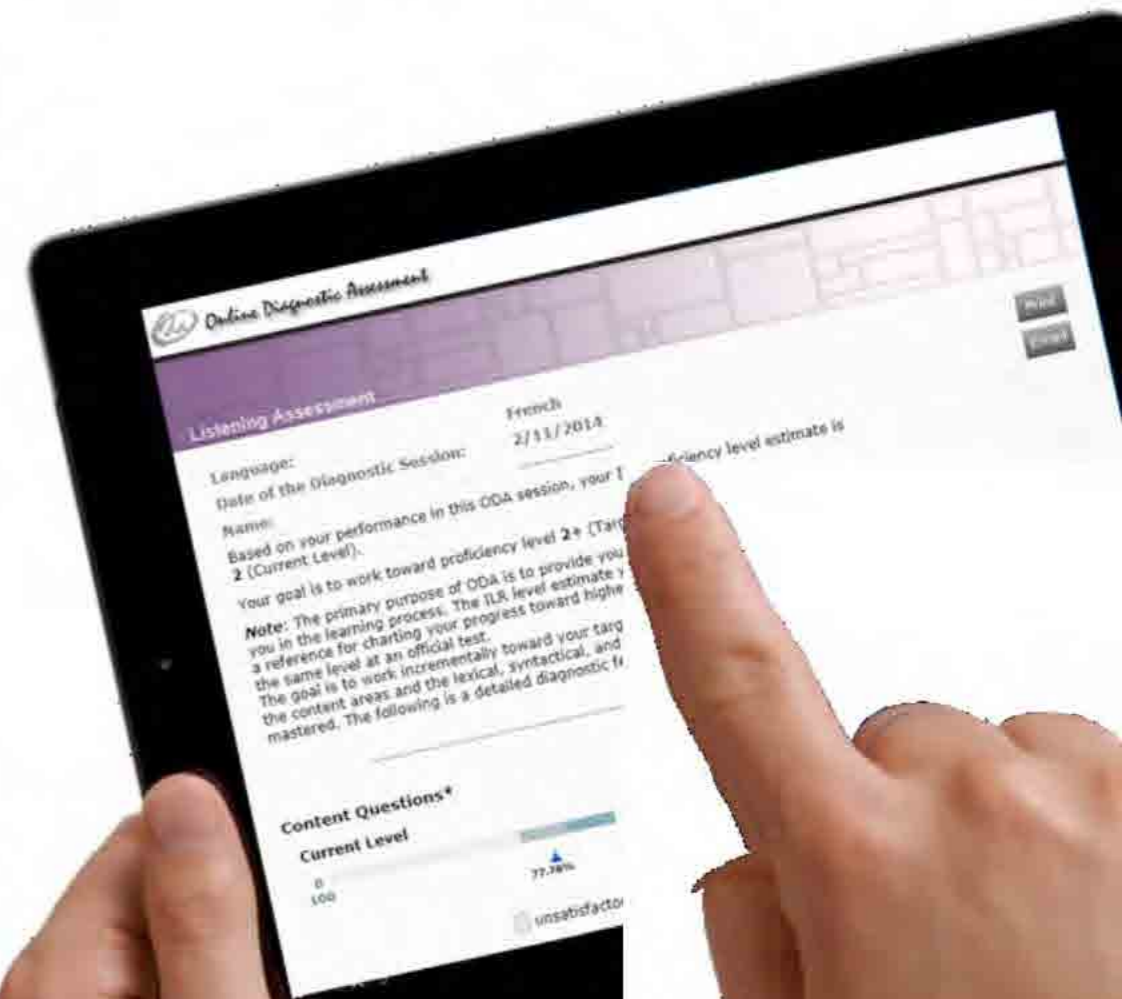 Online Diagnostic Assessment
Print
Email
Listening Assessment
Language: French
Date of the Diagnostic Session: 2/11/2014
Name:
Based on your performance in this ODA session, your level estimate is
2 (Current Level).
Your goal is to work toward proficiency level 2+
Note: The primary purpose of ODA is to provide you
you in the learning process. The ILR level estimate
a reference for charting your progress toward
the same level at an official test.
The goal is to work incrementally toward your
the content areas and the lexical, syntactical, and
mastered. The following is a detailed diagnostic
Content Questions*
Current Level
0
100
77.78%